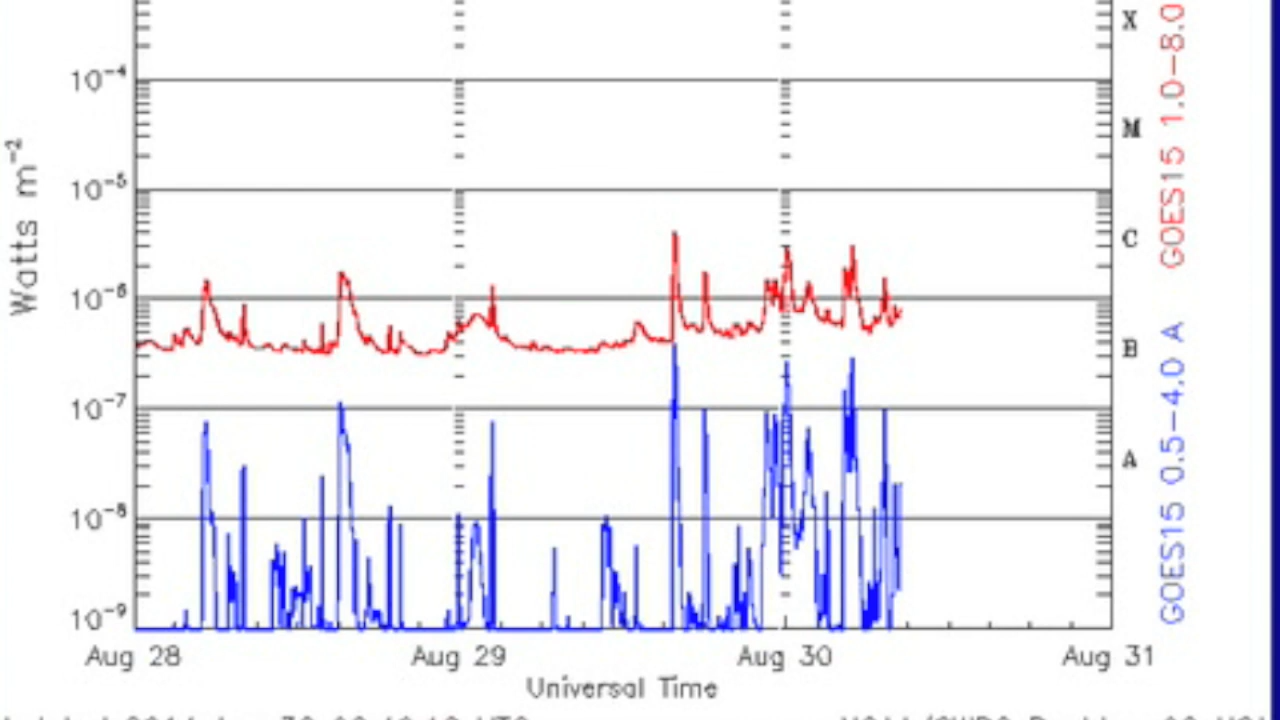 X
10⁻⁴
M
10⁻⁵
C
10⁻⁶
B
10⁻⁷
A
10⁻⁸
10⁻⁹
Watts m⁻²
Aug 28 Aug 29 Aug 30 Aug 31
Universal Time
GOES15 1.0-8.0
GOES15 0.5-4.0 A